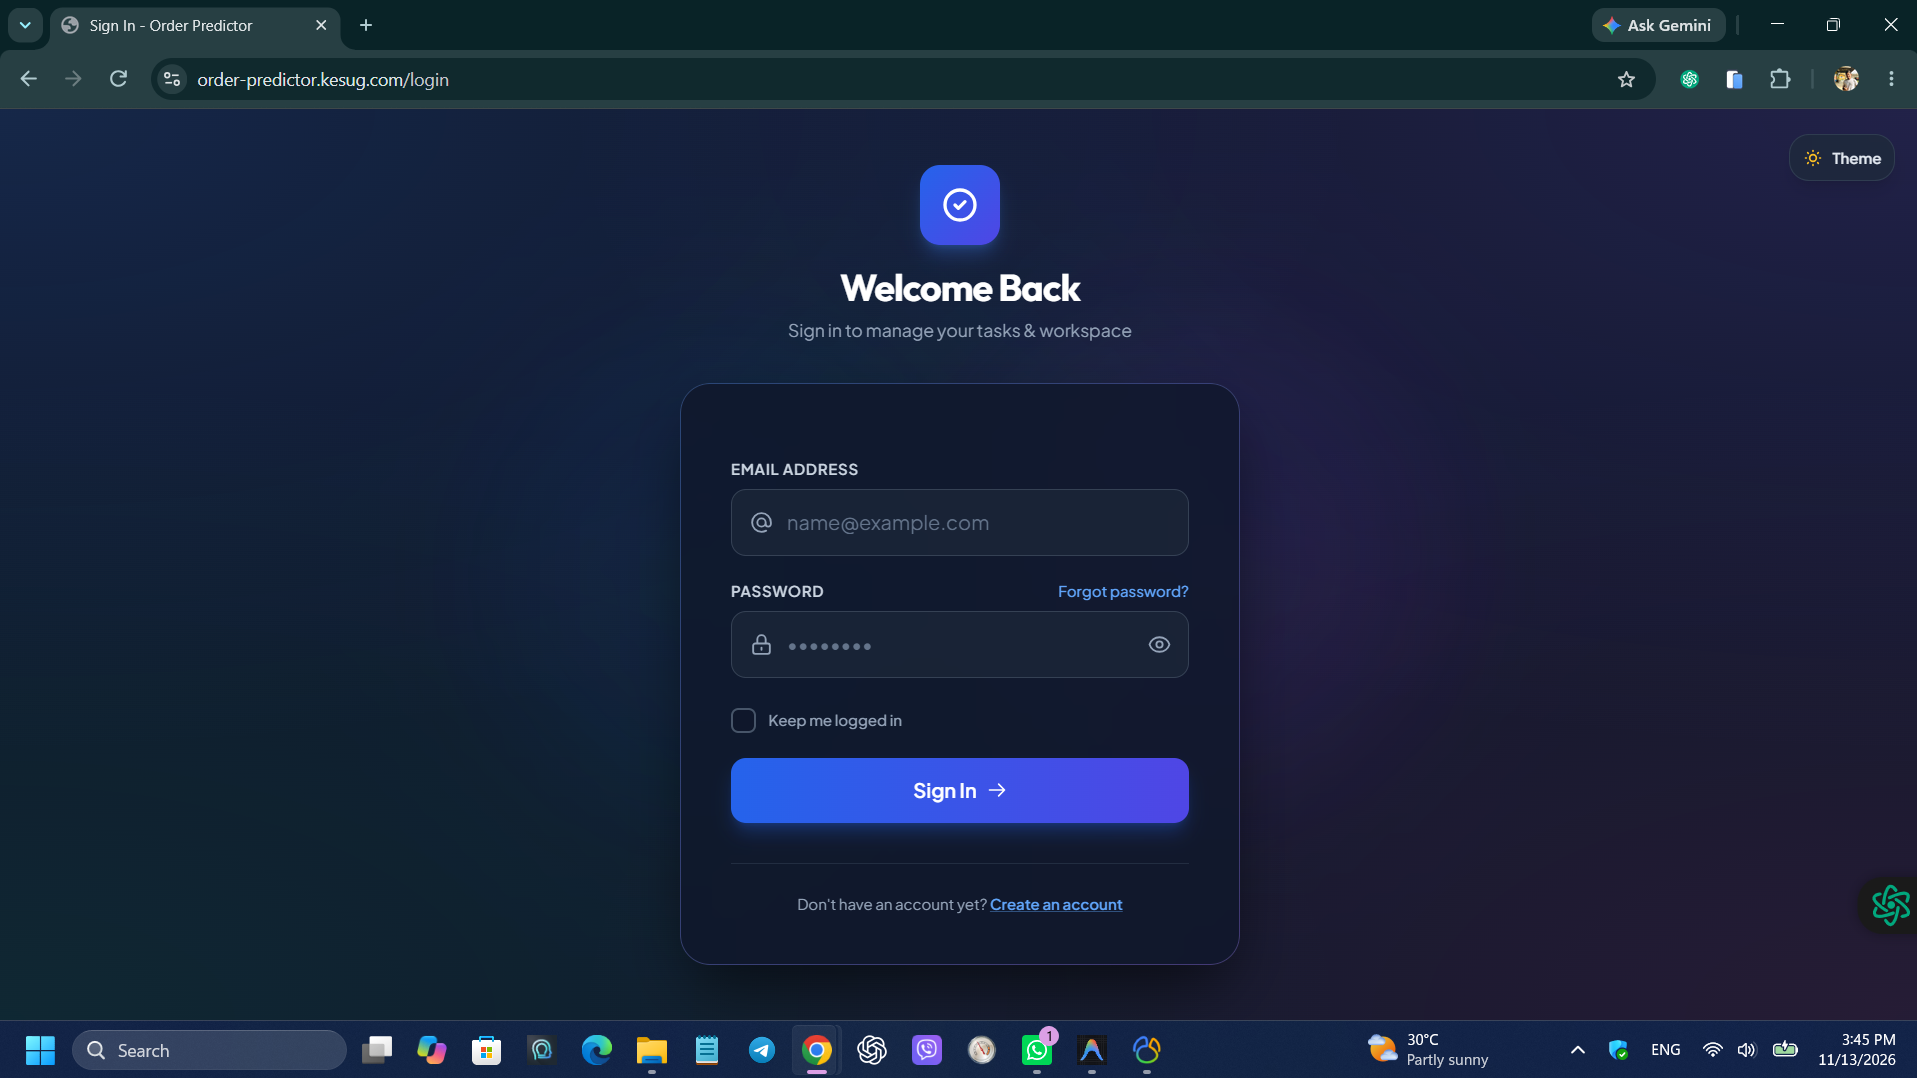 Sign In - Order Predictor
Ask Gemini
order-predictor.kesug.com/login
Theme
Welcome Back
Sign in to manage your tasks & workspace
EMAIL ADDRESS
name@example.com
PASSWORD
Forgot password?
Keep me logged in
Sign In →
Don't have an account yet? Create an account
Search
1
30°C
Partly sunny
ENG
3:45 PM
11/13/2026